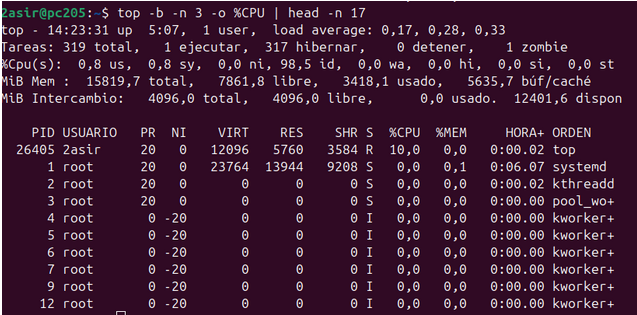 2asir@pc205:~$ top -b -n 3 -o %CPU | head -n 17
top - 14:23:31 up  5:07,  1 user,  load average: 0,17, 0,28, 0,33
Tareas: 319 total,   1 ejecutar,  317 hibernar,    0 detener,    1 zombie
%Cpu(s):  0,8 us,  0,8 sy,  0,0 ni, 98,5 id,  0,0 wa,  0,0 hi,  0,0 si,  0,0 st
MiB Mem :  15819,7 total,   7861,8 libre,   3418,1 usado,   5635,7 búf/caché
MiB Intercambio:   4096,0 total,   4096,0 libre,      0,0 usado.  12401,6 dispon
PID USUARIO   PR  NI    VIRT    RES    SHR S  %CPU  %MEM     HORA+ ORDEN
26405 2asir     20   0   12096   5760   3584 R  10,0   0,0   0:00.02 top
1 root      20   0   23764  13944   9208 S   0,0   0,1   0:06.07 systemd
2 root      20   0       0      0      0 S   0,0   0,0   0:00.02 kthreadd
3 root      20   0       0      0      0 S   0,0   0,0   0:00.00 pool_wo+
4 root       0 -20       0      0      0 I   0,0   0,0   0:00.00 kworker+
5 root       0 -20       0      0      0 I   0,0   0,0   0:00.00 kworker+
6 root       0 -20       0      0      0 I   0,0   0,0   0:00.00 kworker+
7 root       0 -20       0      0      0 I   0,0   0,0   0:00.00 kworker+
9 root       0 -20       0      0      0 I   0,0   0,0   0:00.00 kworker+
12 root       0 -20       0      0      0 I   0,0   0,0   0:00.00 kworker+